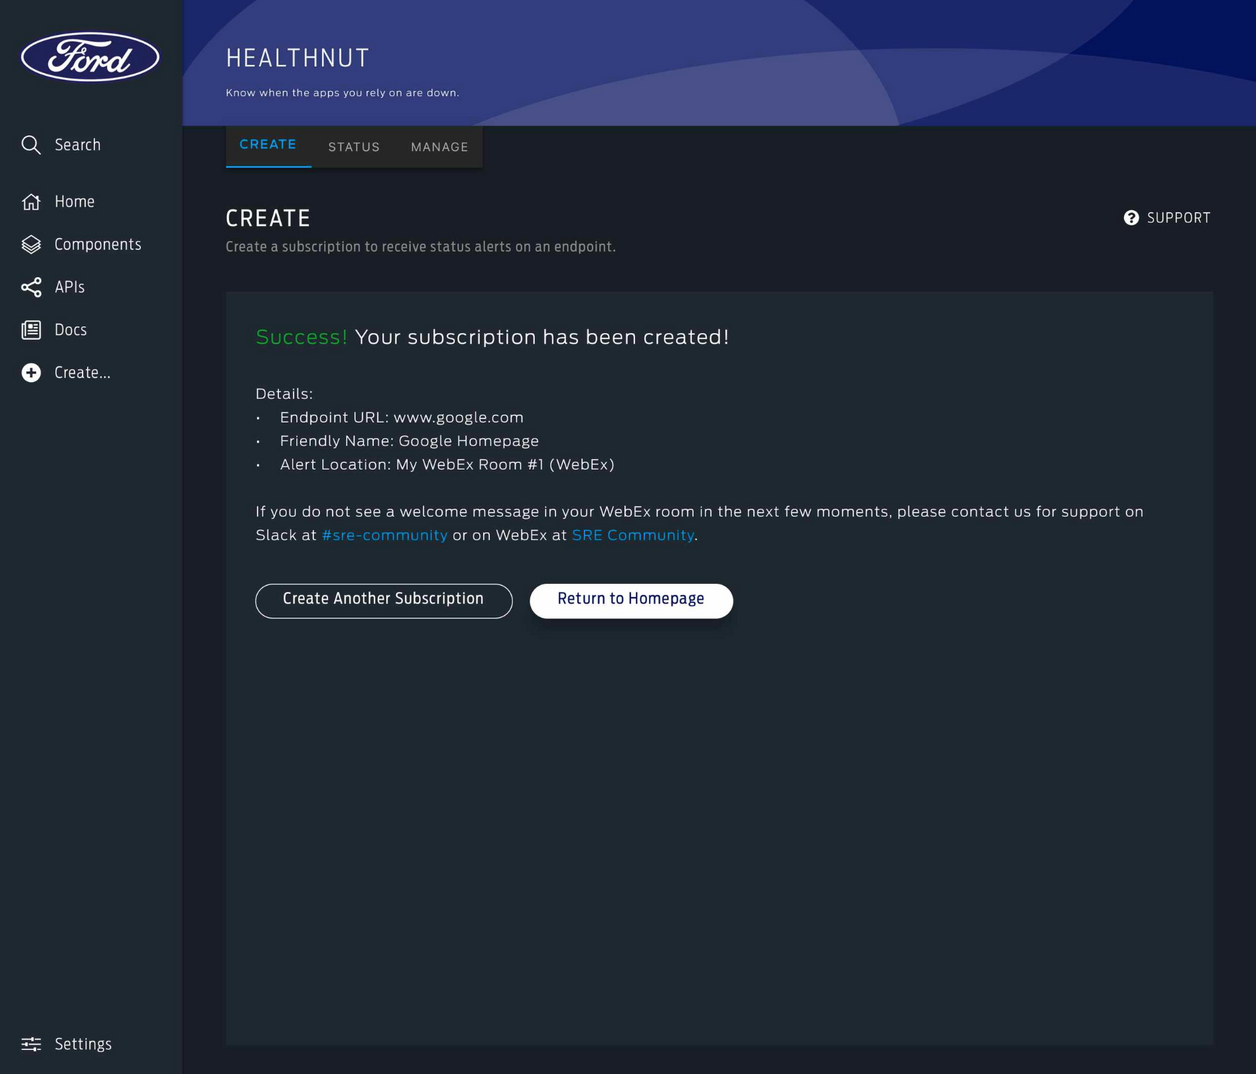 Ford
Search
Home
Components
APIs
Docs
Create...
Settings
HEALTHNUT
Know when the apps you rely on are down.
CREATE
STATUS
MANAGE
CREATE
SUPPORT
Create a subscription to receive status alerts on an endpoint.
Success! Your subscription has been created!
Details:
• Endpoint URL: www.google.com
• Friendly Name: Google Homepage
• Alert Location: My WebEx Room #1 (WebEx)
If you do not see a welcome message in your WebEx room in the next few moments, please contact us for support on
Slack at #sre-community or on WebEx at SRE Community.
Create Another Subscription
Return to Homepage